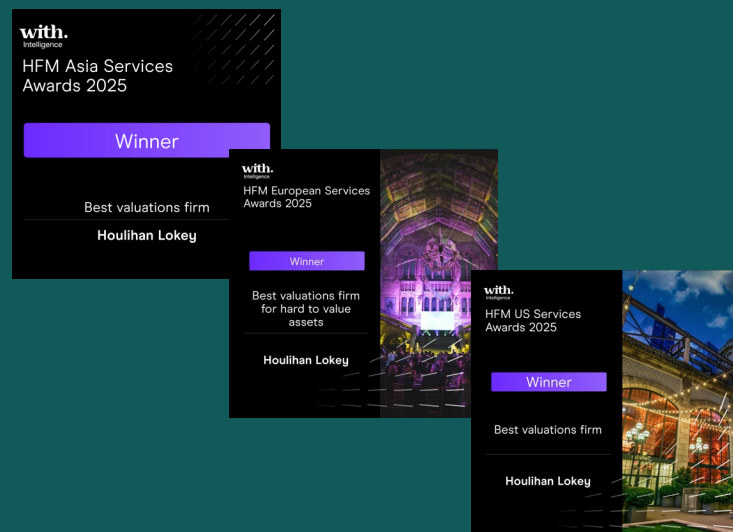 with.
Intelligence
HFM Asia Services
Awards 2025
Winner
Best valuations firm
Houlihan Lokey
with.
Intelligence
HFM European Services
Awards 2025
Winner
Best valuations firm
for hard to value
assets
Houlihan Lokey
with.
Intelligence
HFM US Services
Awards 2025
Winner
Best valuations firm
Houlihan Lokey